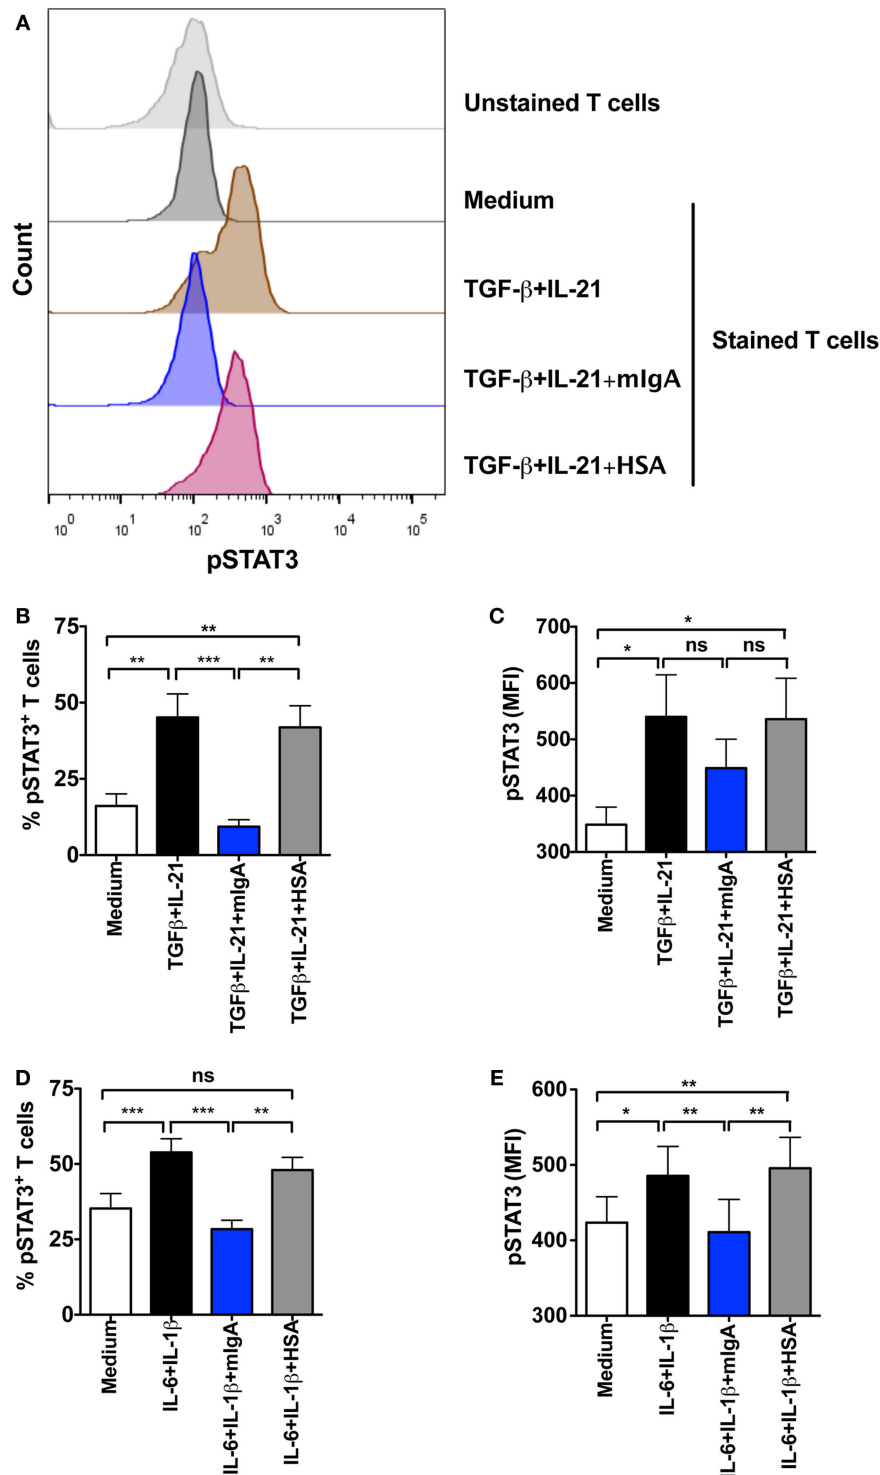 A
Unstained T cells
Medium
TGF-β+IL-21
TGF-β+IL-21+mIgA
TGF-β+IL-21+HSA
Stained T cells
Count
10^0 10^1 10^2 10^3 10^4 10^5
pSTAT3
B
% pSTAT3+ T cells
75
50
25
0
**
** *** **
Medium
TGFβ+IL-21
TGFβ+IL-21+mIgA
TGFβ+IL-21+HSA
C
pSTAT3 (MFI)
700
600
500
400
300
*
* ns ns
Medium
TGFβ+IL-21
TGFβ+IL-21+mIgA
TGFβ+IL-21+HSA
D
% pSTAT3+ T cells
75
50
25
0
ns
*** *** **
Medium
IL-6+IL-1β
IL-6+IL-1β+mIgA
IL-6+IL-1β+HSA
E
pSTAT3 (MFI)
600
500
400
300
**
* ** **
Medium
IL-6+IL-1β
IL-6+IL-1β+mIgA
IL-6+IL-1β+HSA